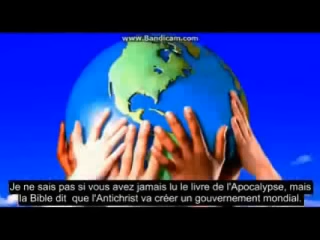 www.Bandicam.com
Je ne sais pas si vous avez jamais lu le livre de l'Apocalypse, mais
la Bible dit que l'Antichrist va créer un gouvernement mondial.